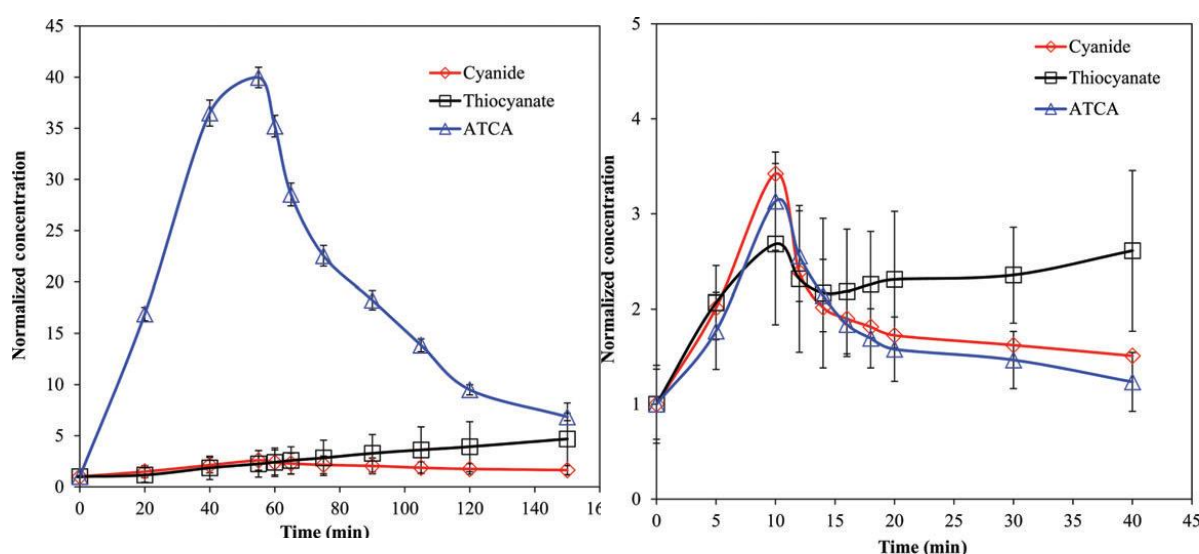 45
40
35
30
25
20
15
10
5
0
Normalized concentration
Cyanide
Thiocyanate
ATCA
0 20 40 60 80 100 120 140 16
Time (min)
5
4
3
2
1
0
Normalized concentration
Cyanide
Thiocyanate
ATCA
0 5 10 15 20 25 30 35 40 45
Time (min)